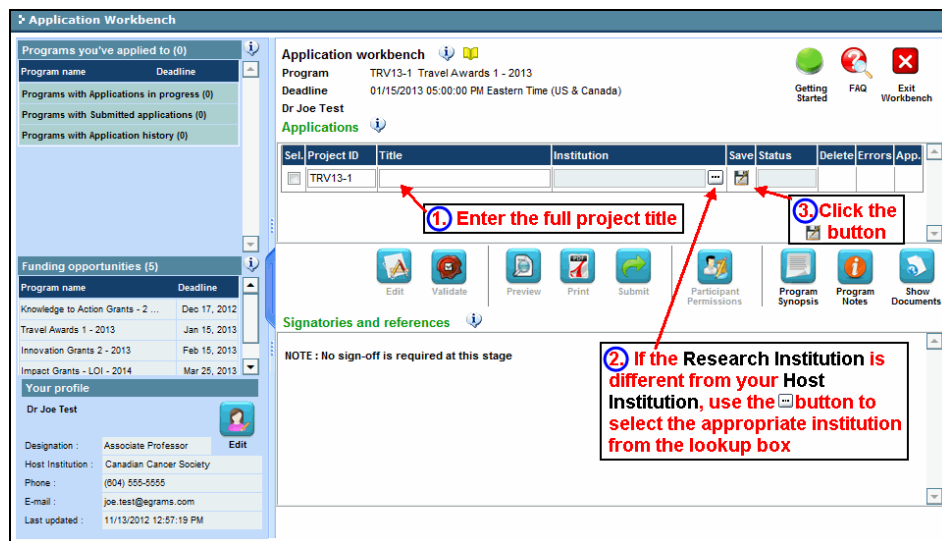 Application Workbench
Programs you've applied to (0)
Program name Deadline
Programs with Applications in progress (0)
Programs with Submitted applications (0)
Programs with Application history (0)
Funding opportunities (5)
Program name Deadline
Knowledge to Action Grants - 2 ... Dec 17, 2012
Travel Awards 1 - 2013 Jan 15, 2013
Innovation Grants 2 - 2013 Feb 15, 2013
Impact Grants - LOI - 2014 Mar 25, 2013
Your profile
Dr Joe Test
Edit
Designation : Associate Professor
Host Institution : Canadian Cancer Society
Phone : (604) 555-5555
E-mail : joe.test@egrams.com
Last updated : 11/13/2012 12:57:19 PM
Application workbench
Program TRV13-1 Travel Awards 1 - 2013
Deadline 01/15/2013 05:00:00 PM Eastern Time (US & Canada)
Dr Joe Test
Getting Started
FAQ
Exit Workbench
Applications
Sel. Project ID Title Institution Save Status Delete Errors App.
TRV13-1
1. Enter the full project title
3. Click the
button
Edit Validate Preview Print Submit Participant Permissions Program Synopsis Program Notes Show Documents
PDF
Signatories and references
NOTE : No sign-off is required at this stage
2. If the Research Institution is
different from your Host
Institution, use the ... button to
select the appropriate institution
from the lookup box